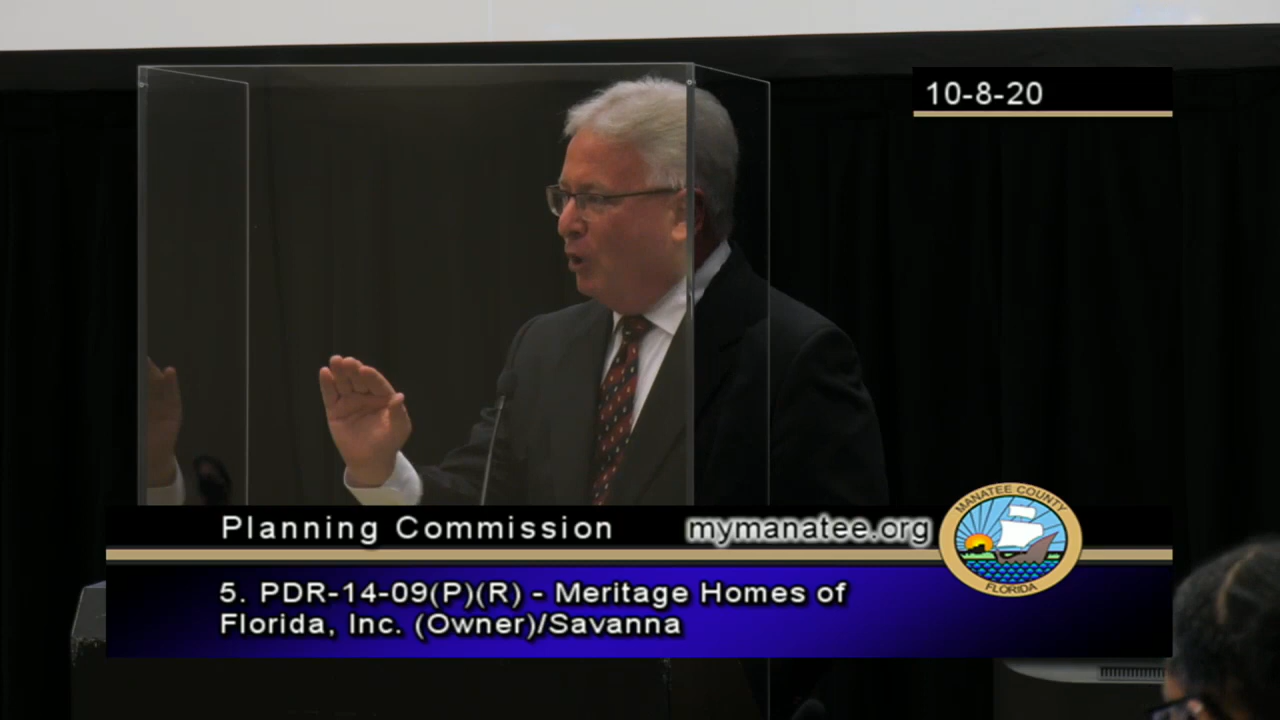 10-8-20
Planning Commission
mymanatee.org
MANATEE COUNTY
FLORIDA
5. PDR-14-09(P)(R) - Meritage Homes of
Florida, Inc. (Owner)/Savanna